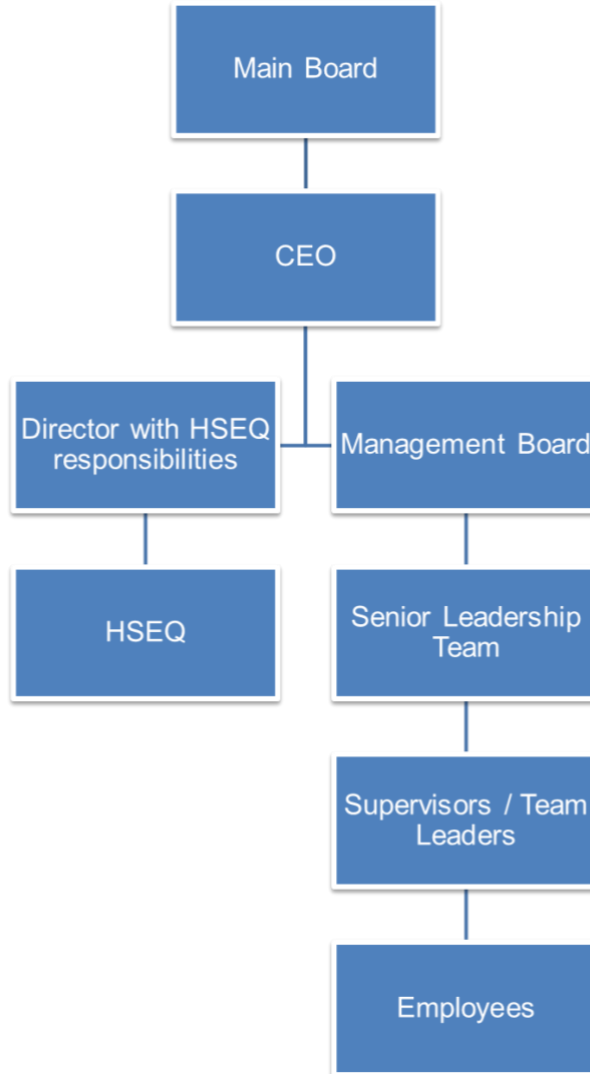 Main Board
CEO
Director with HSEQ
responsibilities
Management Board
HSEQ
Senior Leadership
Team
Supervisors / Team
Leaders
Employees